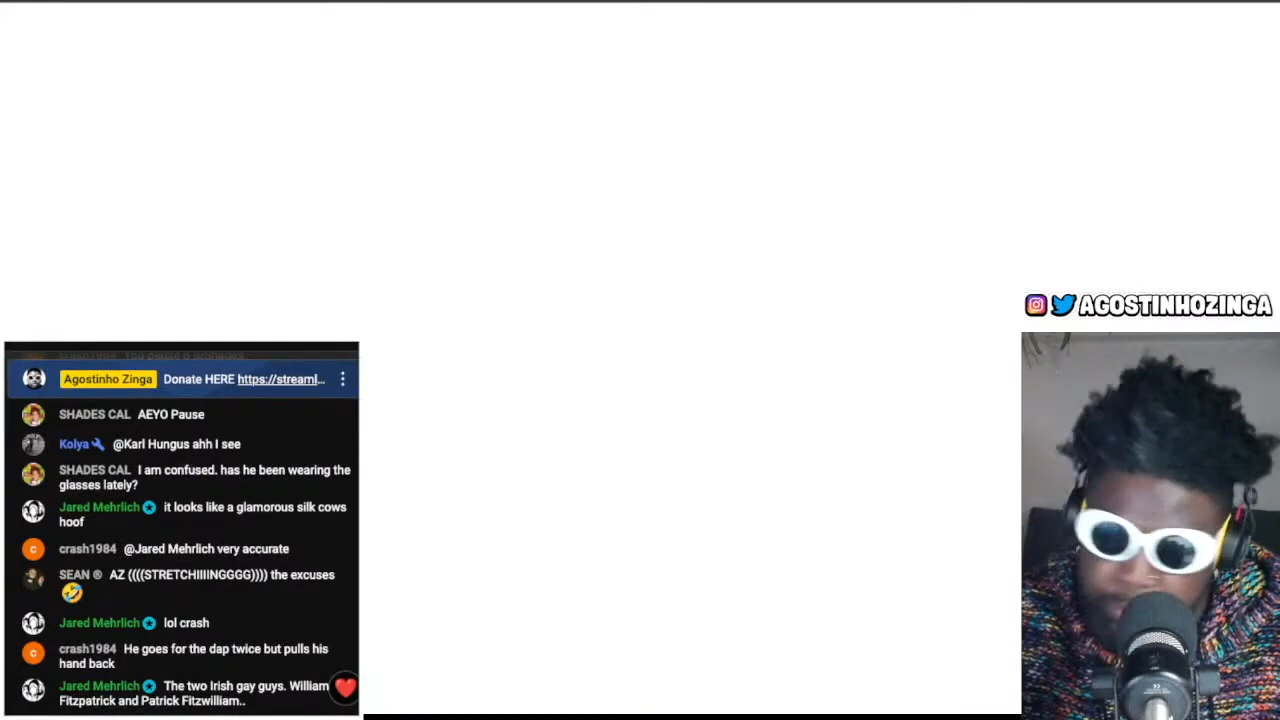 AGOSTINHOZINGA
Agostinho Zinga Donate HERE https://streaml...
SHADES CAL AEYO Pause
Kolya @Karl Hungus ahh I see
SHADES CAL I am confused. has he been wearing the
glasses lately?
Jared Mehrlich it looks like a glamorous silk cows
hoof
c crash1984 @Jared Mehrlich very accurate
SEAN ® AZ ((((STRETCHIIIINGGGG)))) the excuses
🤣
Jared Mehrlich lol crash
c crash1984 He goes for the dap twice but pulls his
hand back
Jared Mehrlich The two Irish gay guys. William
Fitzpatrick and Patrick Fitzwilliam..